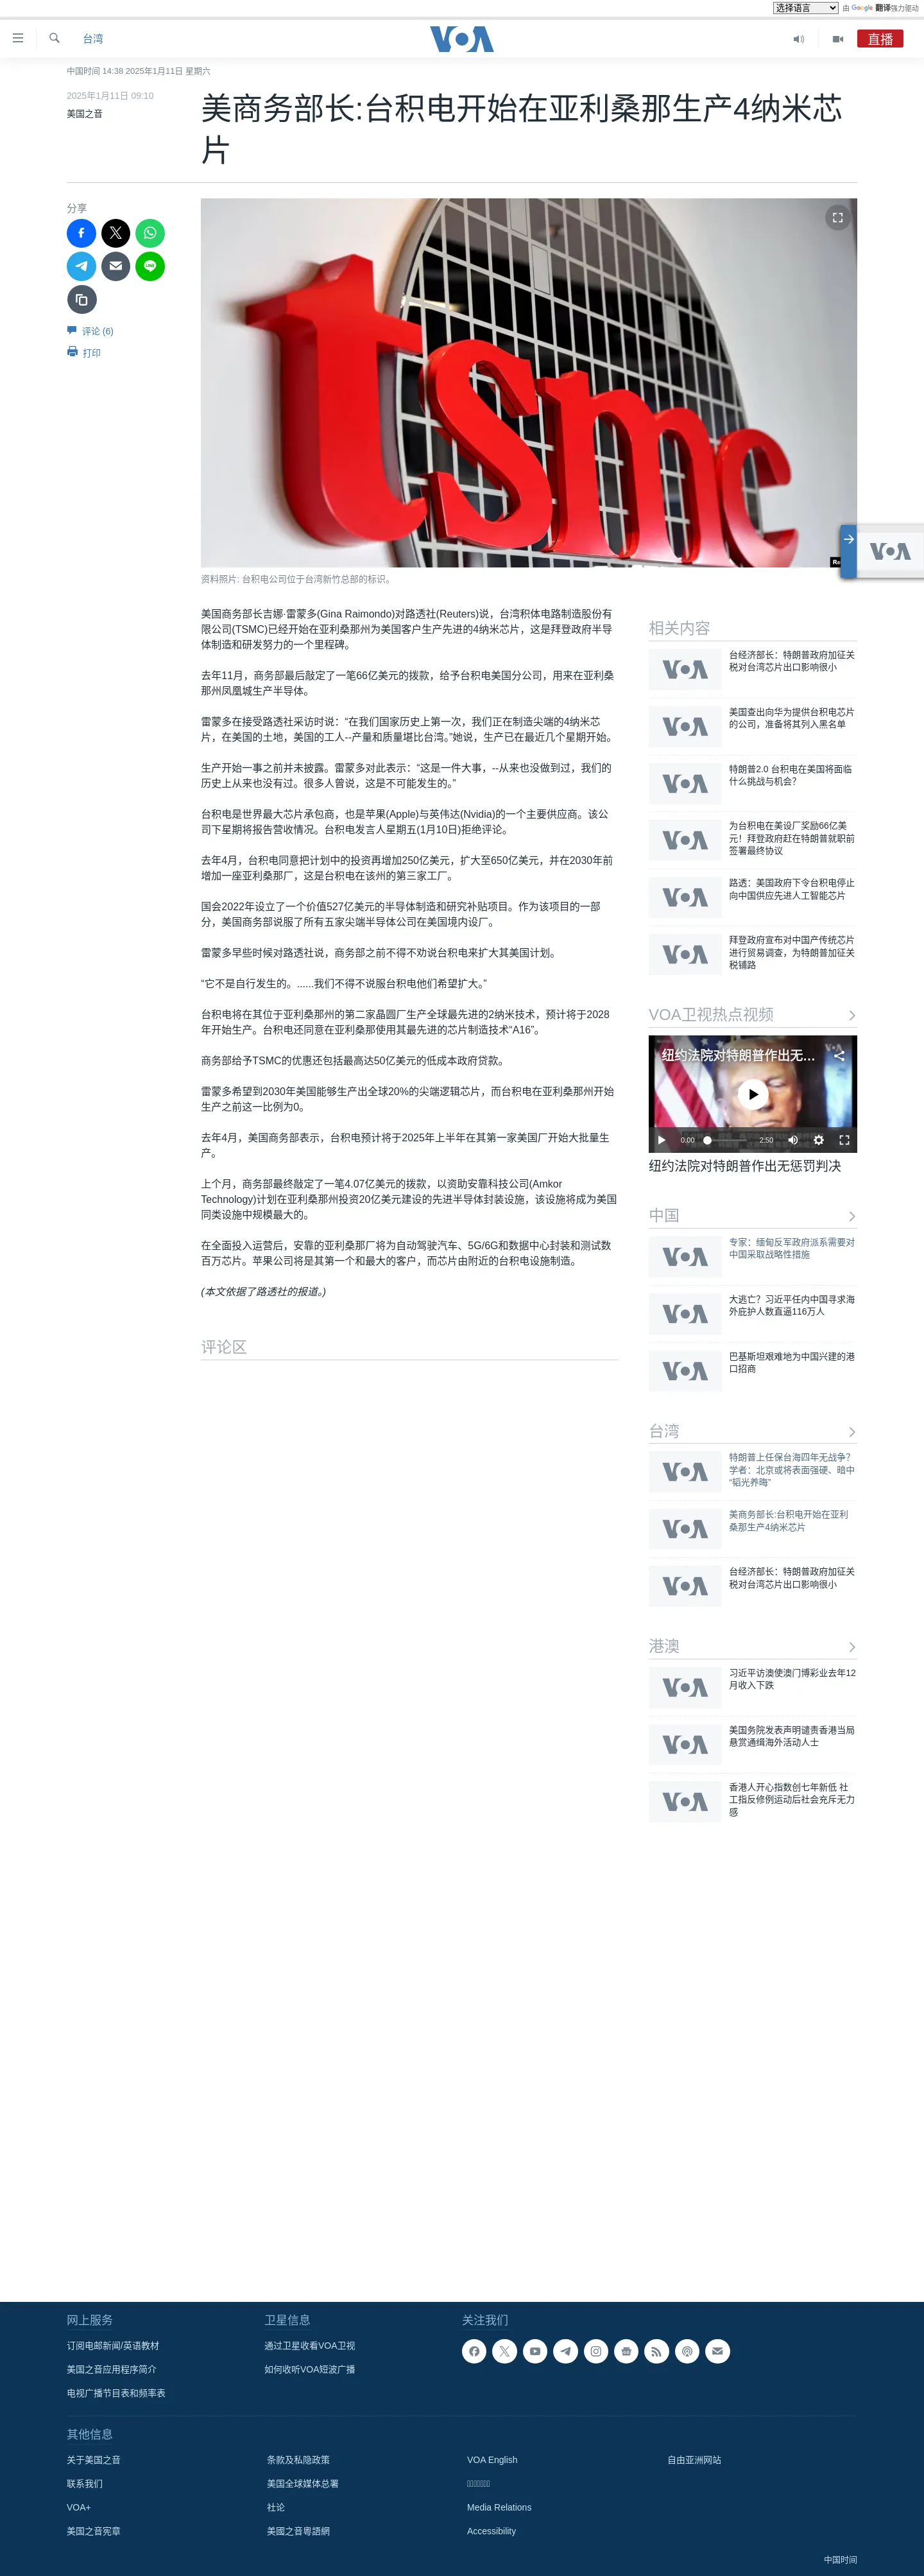 选择语言
由 Google 翻译强力驱动
台湾
VOA
直播
中国时间 14:38 2025年1月11日 星期六
2025年1月11日 09:10
美国之音
美商务部长:台积电开始在亚利桑那生产4纳米芯
片
分享
评论 (6)
打印
tsmc
Re
资料照片: 台积电公司位于台湾新竹总部的标识。
VOA
美国商务部长吉娜·雷蒙多(Gina Raimondo)对路透社(Reuters)说，台湾积体电路制造股份有
限公司(TSMC)已经开始在亚利桑那州为美国客户生产先进的4纳米芯片，这是拜登政府半导
体制造和研发努力的一个里程碑。
去年11月，商务部最后敲定了一笔66亿美元的拨款，给予台积电美国分公司，用来在亚利桑
那州凤凰城生产半导体。
雷蒙多在接受路透社采访时说：“在我们国家历史上第一次，我们正在制造尖端的4纳米芯
片，在美国的土地，美国的工人--产量和质量堪比台湾。”她说，生产已在最近几个星期开始。
生产开始一事之前并未披露。雷蒙多对此表示：“这是一件大事，--从来也没做到过，我们的
历史上从来也没有过。很多人曾说，这是不可能发生的。”
台积电是世界最大芯片承包商，也是苹果(Apple)与英伟达(Nvidia)的一个主要供应商。该公
司下星期将报告营收情况。台积电发言人星期五(1月10日)拒绝评论。
去年4月，台积电同意把计划中的投资再增加250亿美元，扩大至650亿美元，并在2030年前
增加一座亚利桑那厂，这是台积电在该州的第三家工厂。
国会2022年设立了一个价值527亿美元的半导体制造和研究补贴项目。作为该项目的一部
分，美国商务部说服了所有五家尖端半导体公司在美国境内设厂。
雷蒙多早些时候对路透社说，商务部之前不得不劝说台积电来扩大其美国计划。
“它不是自行发生的。......我们不得不说服台积电他们希望扩大。”
台积电将在其位于亚利桑那州的第二家晶圆厂生产全球最先进的2纳米技术，预计将于2028
年开始生产。台积电还同意在亚利桑那使用其最先进的芯片制造技术“A16”。
商务部给予TSMC的优惠还包括最高达50亿美元的低成本政府贷款。
雷蒙多希望到2030年美国能够生产出全球20%的尖端逻辑芯片，而台积电在亚利桑那州开始
生产之前这一比例为0。
去年4月，美国商务部表示，台积电预计将于2025年上半年在其第一家美国厂开始大批量生
产。
上个月，商务部最终敲定了一笔4.07亿美元的拨款，以资助安靠科技公司(Amkor
Technology)计划在亚利桑那州投资20亿美元建设的先进半导体封装设施，该设施将成为美国
同类设施中规模最大的。
在全面投入运营后，安靠的亚利桑那厂将为自动驾驶汽车、5G/6G和数据中心封装和测试数
百万芯片。苹果公司将是其第一个和最大的客户，而芯片由附近的台积电设施制造。
(本文依据了路透社的报道。)
评论区
相关内容
VOA
台经济部长：特朗普政府加征关
税对台湾芯片出口影响很小
VOA
美国查出向华为提供台积电芯片
的公司，准备将其列入黑名单
VOA
特朗普2.0 台积电在美国将面临
什么挑战与机会？
VOA
为台积电在美设厂奖励66亿美
元！拜登政府赶在特朗普就职前
签署最终协议
VOA
路透：美国政府下令台积电停止
向中国供应先进人工智能芯片
VOA
拜登政府宣布对中国产传统芯片
进行贸易调查，为特朗普加征关
税铺路
VOA卫视热点视频
纽约法院对特朗普作出无...
VOA
0:00
2:50
纽约法院对特朗普作出无惩罚判决
中国
VOA
专家：缅甸反军政府派系需要对
中国采取战略性措施
VOA
大逃亡？习近平任内中国寻求海
外庇护人数直逼116万人
VOA
巴基斯坦艰难地为中国兴建的港
口招商
台湾
VOA
特朗普上任保台海四年无战争？
学者：北京或将表面强硬、暗中
“韬光养晦”
VOA
美商务部长:台积电开始在亚利
桑那生产4纳米芯片
VOA
台经济部长：特朗普政府加征关
税对台湾芯片出口影响很小
港澳
VOA
习近平访澳使澳门博彩业去年12
月收入下跌
VOA
美国务院发表声明谴责香港当局
悬赏通缉海外活动人士
VOA
香港人开心指数创七年新低 社
工指反修例运动后社会充斥无力
感
网上服务
订阅电邮新闻/英语教材
美国之音应用程序简介
电视广播节目表和频率表
卫星信息
通过卫星收看VOA卫视
如何收听VOA短波广播
关注我们
其他信息
关于美国之音
条款及私隐政策
VOA English
自由亚洲网站
联系我们
美国全球媒体总署
VOA+
社论
Media Relations
美国之音宪章
美國之音粵語網
Accessibility
中国时间